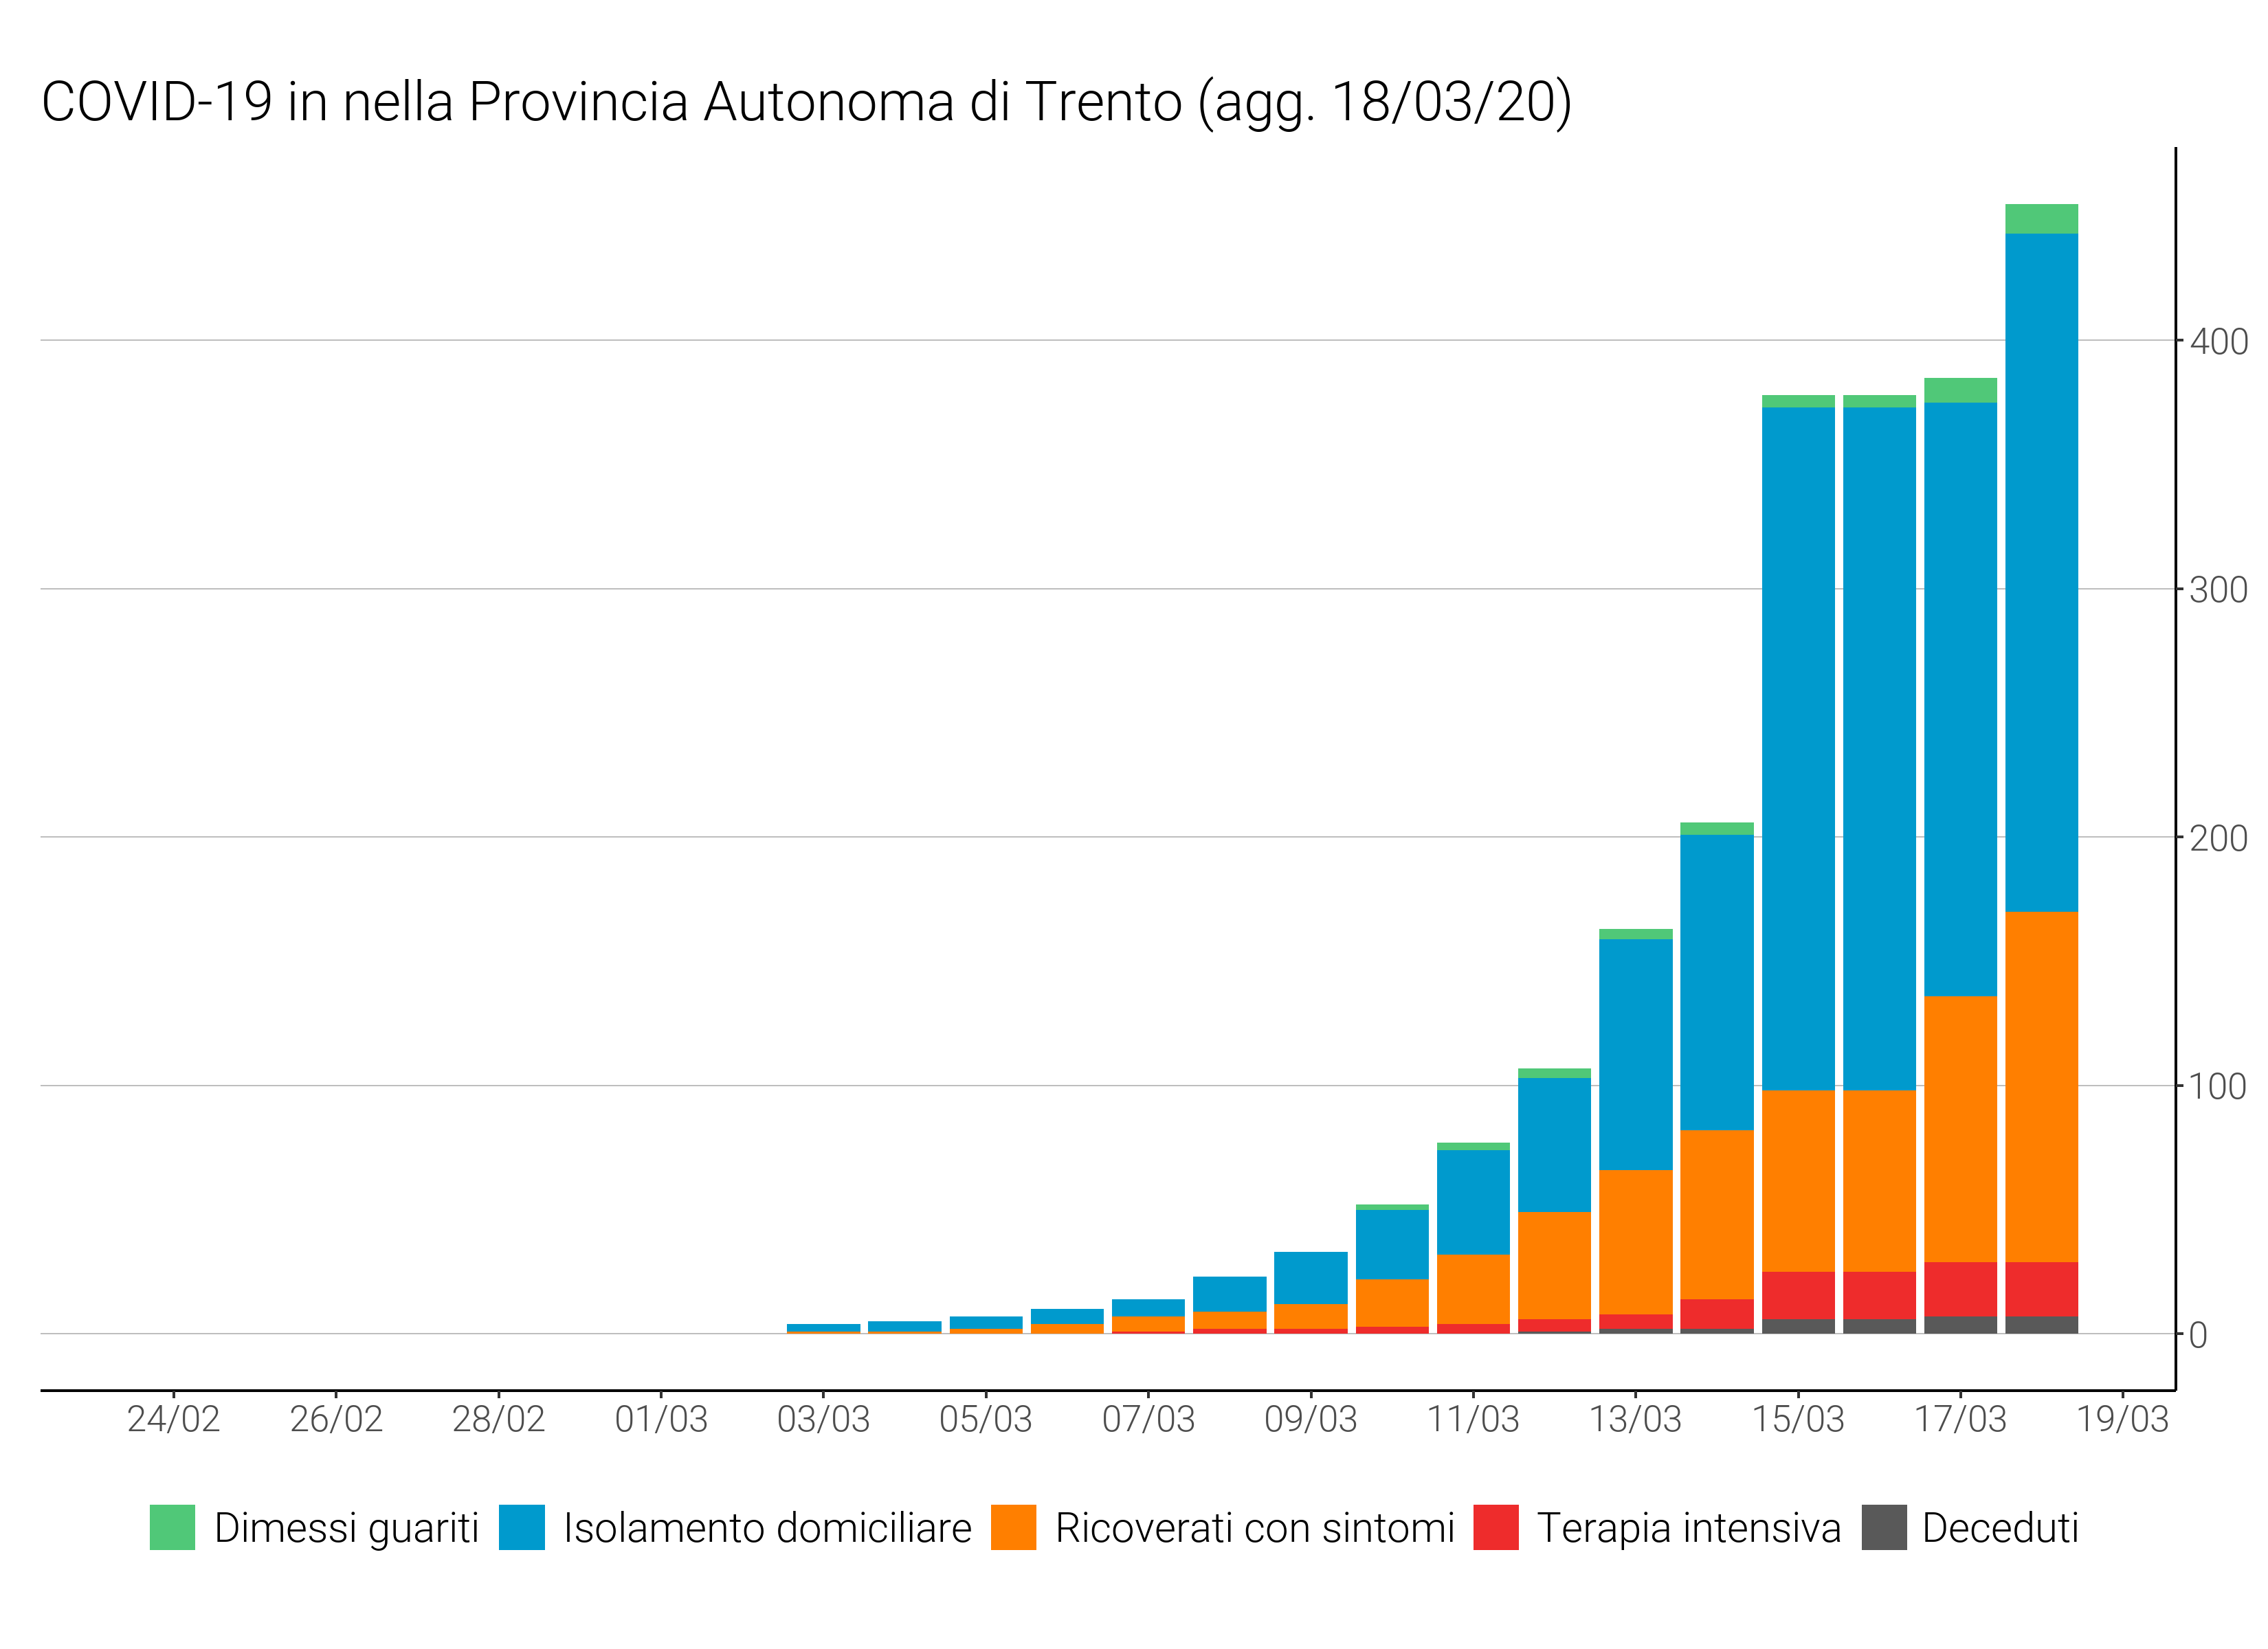 COVID-19 in nella Provincia Autonoma di Trento (agg. 18/03/20)
400
300
200
100
0
24/02 26/02 28/02 01/03 03/03 05/03 07/03 09/03 11/03 13/03 15/03 17/03 19/03
Dimessi guariti Isolamento domiciliare Ricoverati con sintomi Terapia intensiva Deceduti